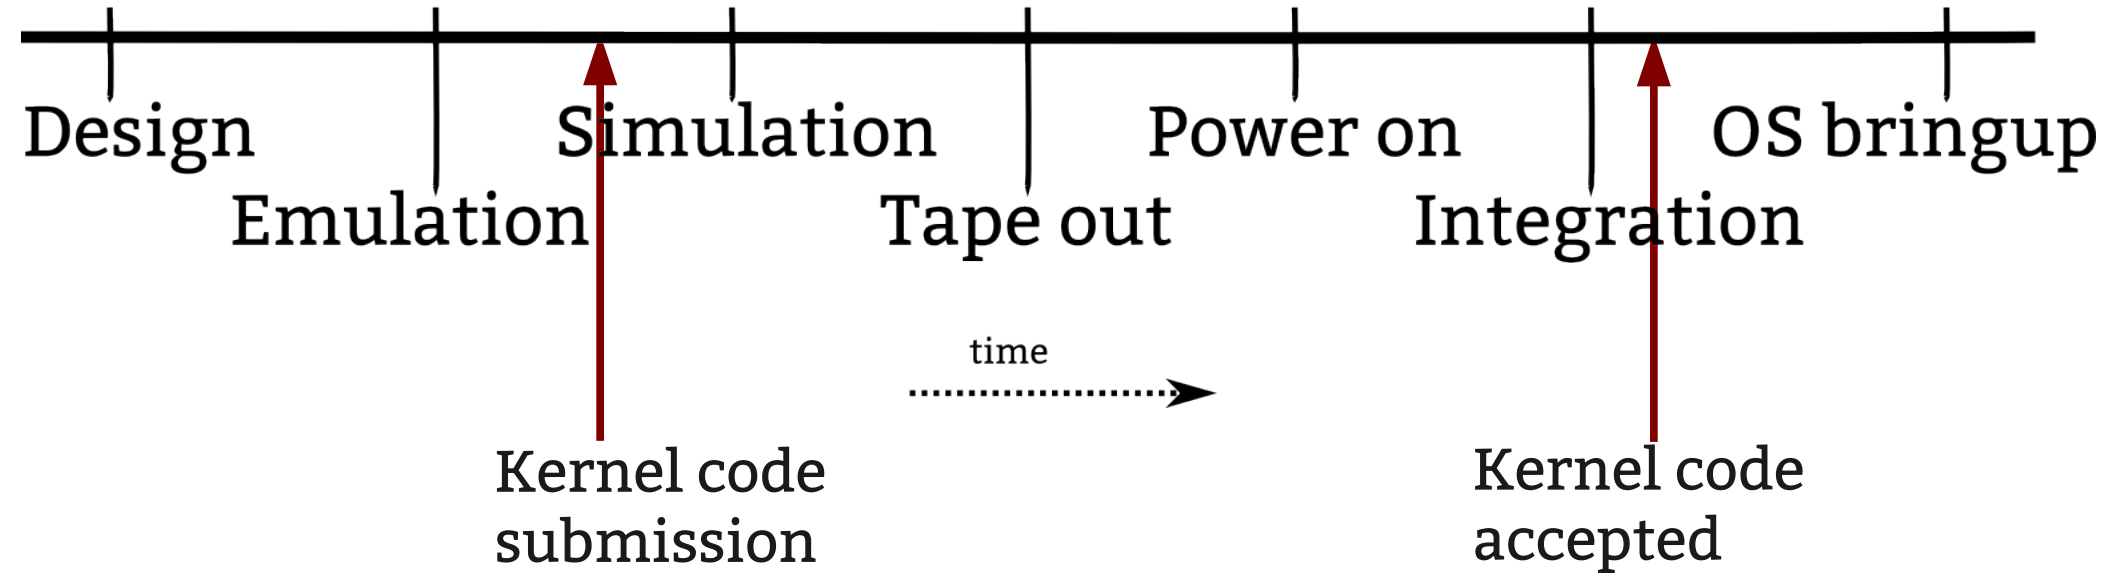 Design
Simulation
Power on
OS bringup
Emulation
Tape out
Integration
time
Kernel code
submission
Kernel code
accepted